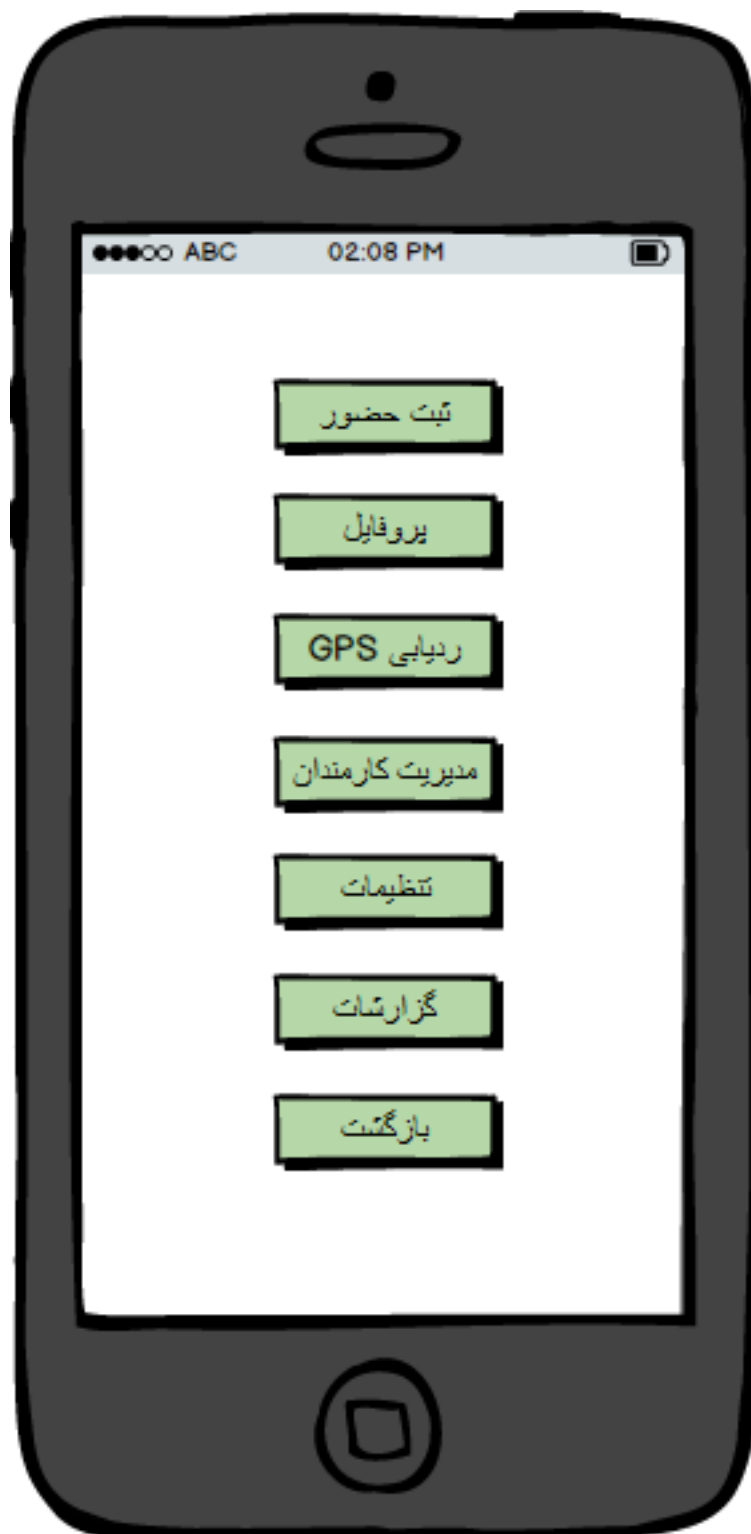 ABC 02:08 PM
ثبت حضور
پروفایل
ردیابی GPS
مدیریت کارمندان
تنظیمات
گزارشات
بازگشت